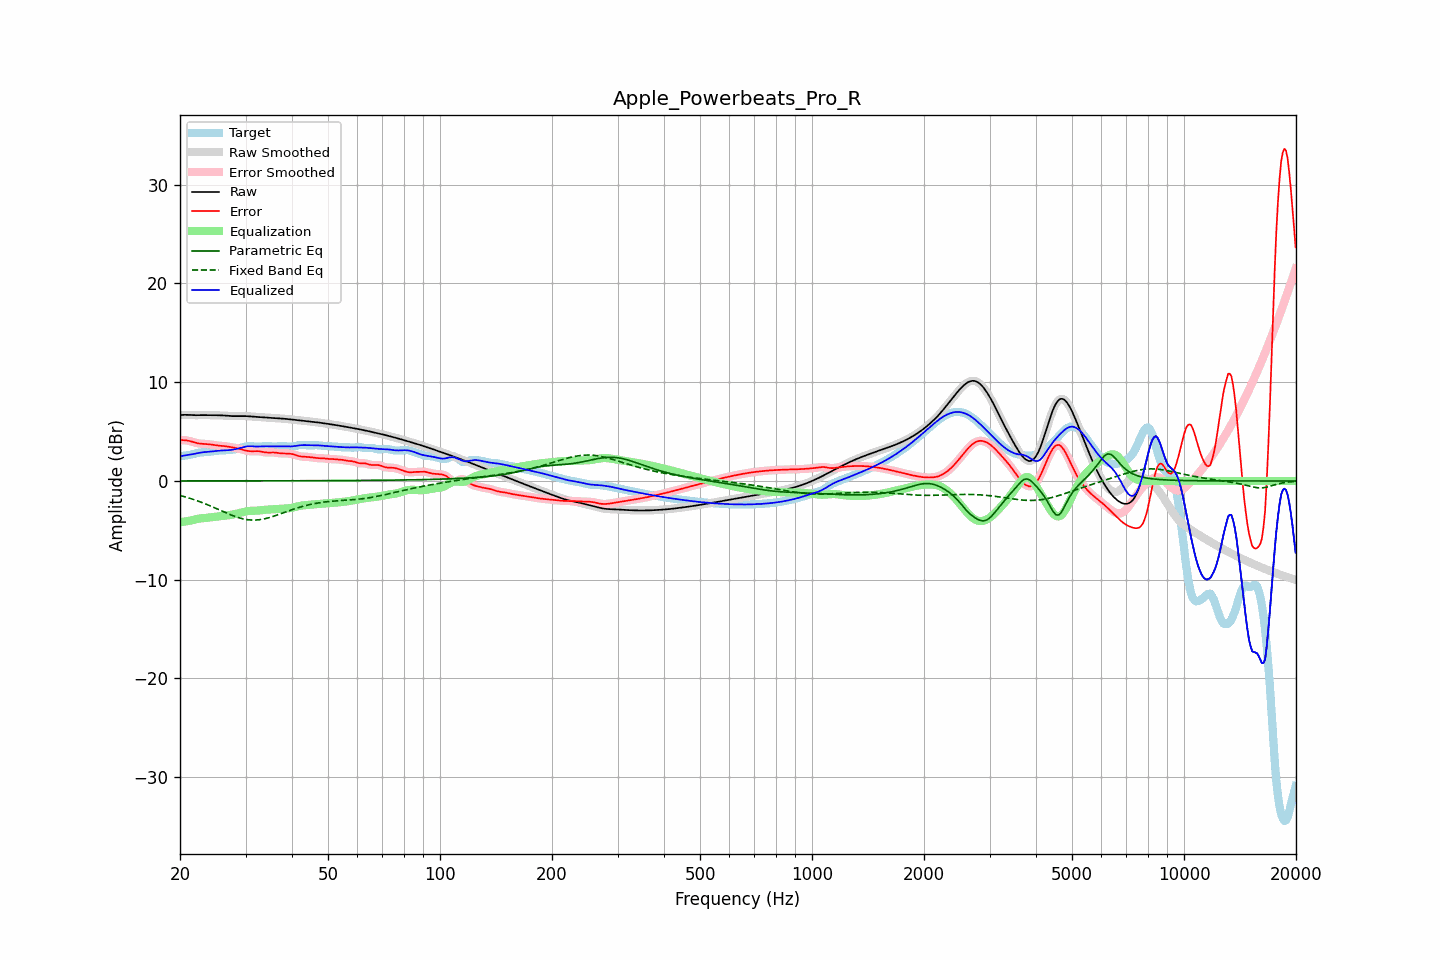 Apple_Powerbeats_Pro_R
Target
Raw Smoothed
Error Smoothed
Raw
Error
Equalization
Parametric Eq
Fixed Band Eq
Equalized
Amplitude (dBr)
30
20
10
0
−10
−20
−30
20 50 100 200 500 1000 2000 5000 10000 20000
Frequency (Hz)